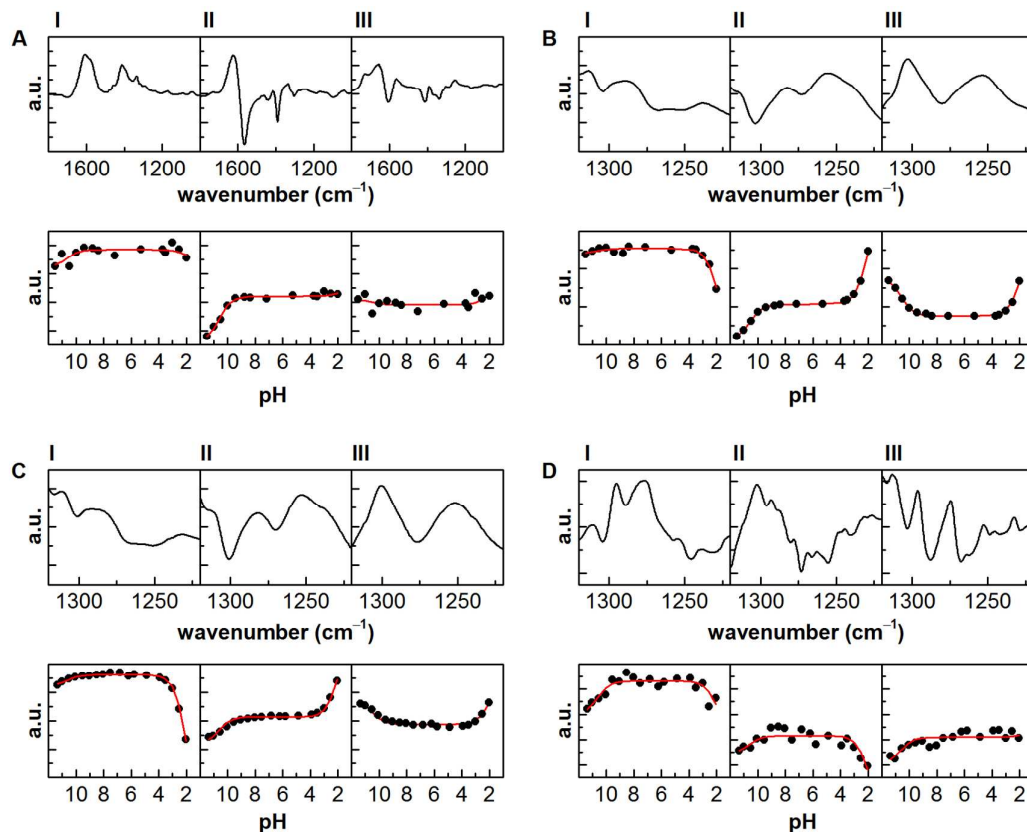 A I II III
a.u.
1600 1200 1600 1200 1600 1200
wavenumber (cm⁻¹)
a.u.
10 8 6 4 2 10 8 6 4 2 10 8 6 4 2
pH
B I II III
a.u.
1300 1250 1300 1250 1300 1250
wavenumber (cm⁻¹)
a.u.
10 8 6 4 2 10 8 6 4 2 10 8 6 4 2
pH
C I II III
a.u.
1300 1250 1300 1250 1300 1250
wavenumber (cm⁻¹)
a.u.
10 8 6 4 2 10 8 6 4 2 10 8 6 4 2
pH
D I II III
a.u.
1300 1250 1300 1250 1300 1250
wavenumber (cm⁻¹)
a.u.
10 8 6 4 2 10 8 6 4 2 10 8 6 4 2
pH